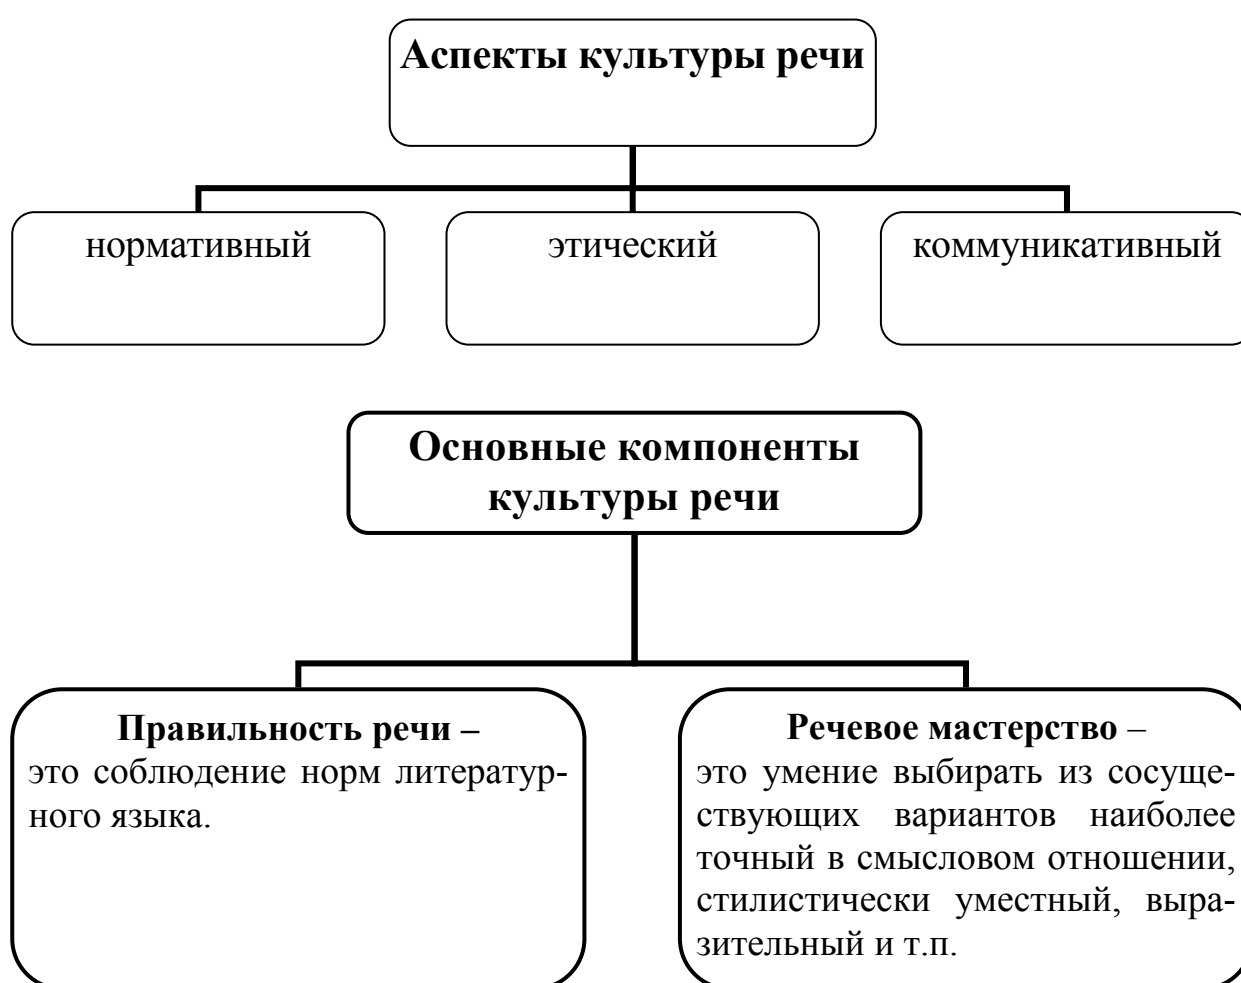 Аспекты культуры речи
нормативный
этический
коммуникативный
Основные компоненты
культуры речи
Правильность речи –
это соблюдение норм литератур-
ного языка.
Речевое мастерство –
это умение выбирать из сосуще-
ствующих вариантов наиболее
точный в смысловом отношении,
стилистически уместный, выра-
зительный и т.п.